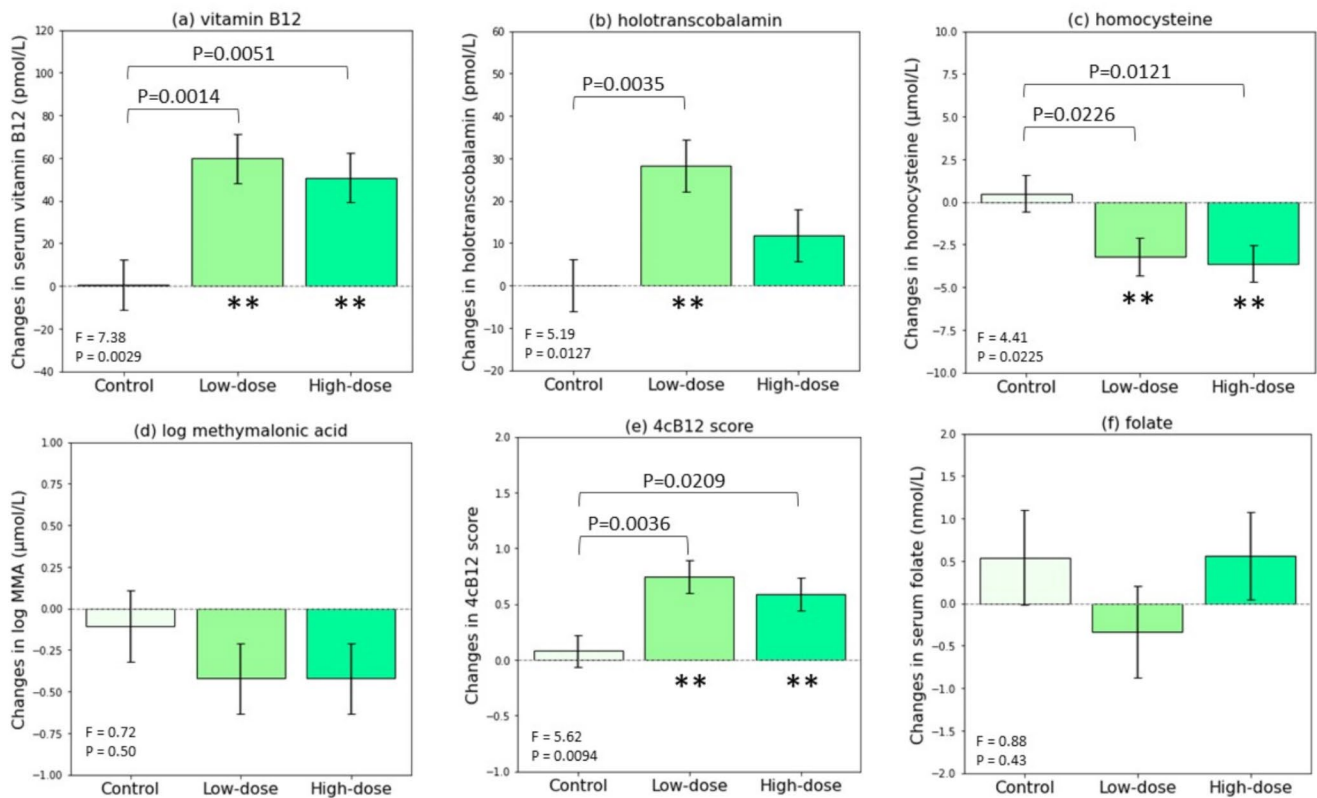 (a) vitamin B12
Changes in serum vitamin B12 (pmol/L)
120
100
80
60
40
20
0
−20
−40
P=0.0051
P=0.0014
**
**
F = 7.38
P = 0.0029
Control
Low-dose
High-dose
(b) holotranscobalamin
Changes in holotranscobalamin (pmol/L)
60
50
40
30
20
10
0
−10
−20
P=0.0035
**
F = 5.19
P = 0.0127
Control
Low-dose
High-dose
(c) homocysteine
Changes in homocysteine (μmol/L)
10.0
7.5
5.0
2.5
0.0
−2.5
−5.0
−7.5
−10.0
P=0.0121
P=0.0226
**
**
F = 4.41
P = 0.0225
Control
Low-dose
High-dose
(d) log methymalonic acid
Changes in log MMA (μmol/L)
1.00
0.75
0.50
0.25
0.00
−0.25
−0.50
−0.75
−1.00
F = 0.72
P = 0.50
Control
Low-dose
High-dose
(e) 4cB12 score
Changes in 4cB12 score
2.0
1.5
1.0
0.5
0.0
−0.5
−1.0
P=0.0209
P=0.0036
**
**
F = 5.62
P = 0.0094
Control
Low-dose
High-dose
(f) folate
Changes in serum folate (nmol/L)
2.0
1.5
1.0
0.5
0.0
−0.5
−1.0
−1.5
−2.0
F = 0.88
P = 0.43
Control
Low-dose
High-dose